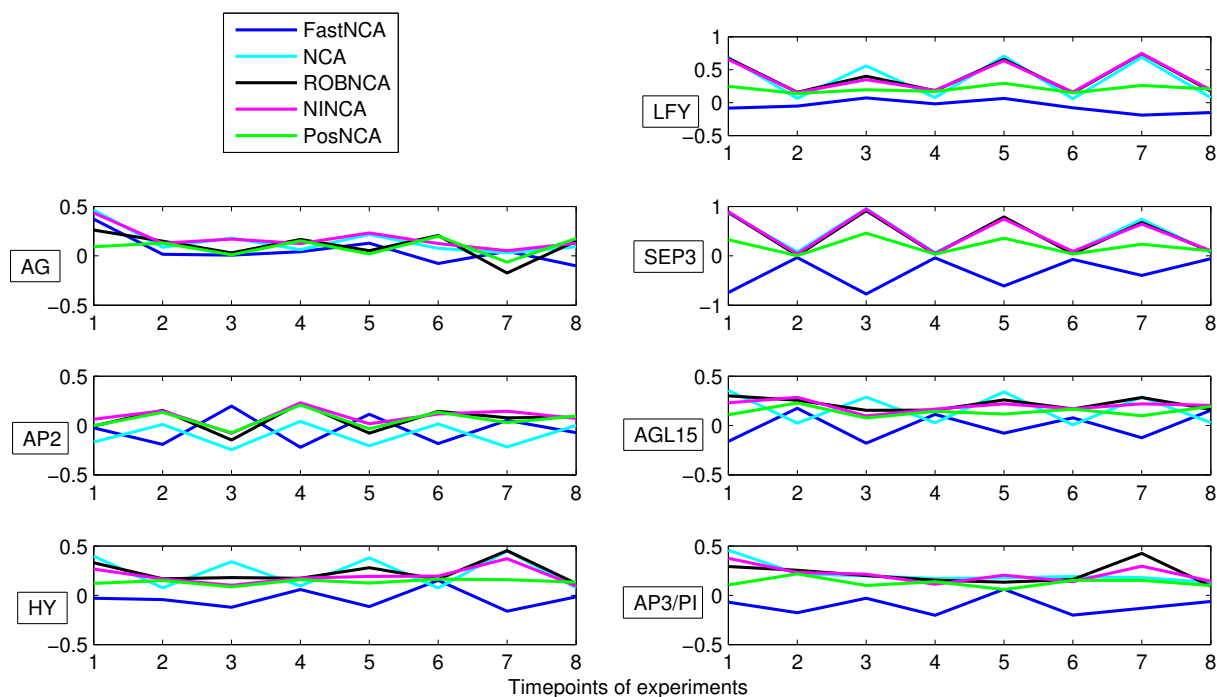 FastNCA
NCA
ROBNCA
NINCA
PosNCA
1
0.5
0
−0.5
LFY
1 2 3 4 5 6 7 8
0.5
0
−0.5
AG
1 2 3 4 5 6 7 8
1
0
−1
SEP3
1 2 3 4 5 6 7 8
0.5
0
−0.5
AP2
1 2 3 4 5 6 7 8
0.5
0
−0.5
AGL15
1 2 3 4 5 6 7 8
0.5
0
−0.5
HY
1 2 3 4 5 6 7 8
0.5
0
−0.5
AP3/PI
1 2 3 4 5 6 7 8
Timepoints of experiments